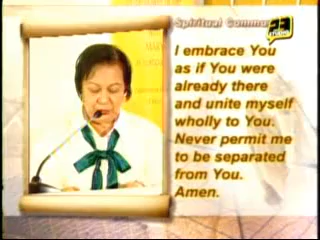 Spiritual Commu
I embrace You
as if You were
already there
and unite myself
wholly to You.
Never permit me
to be separated
from You.
Amen.